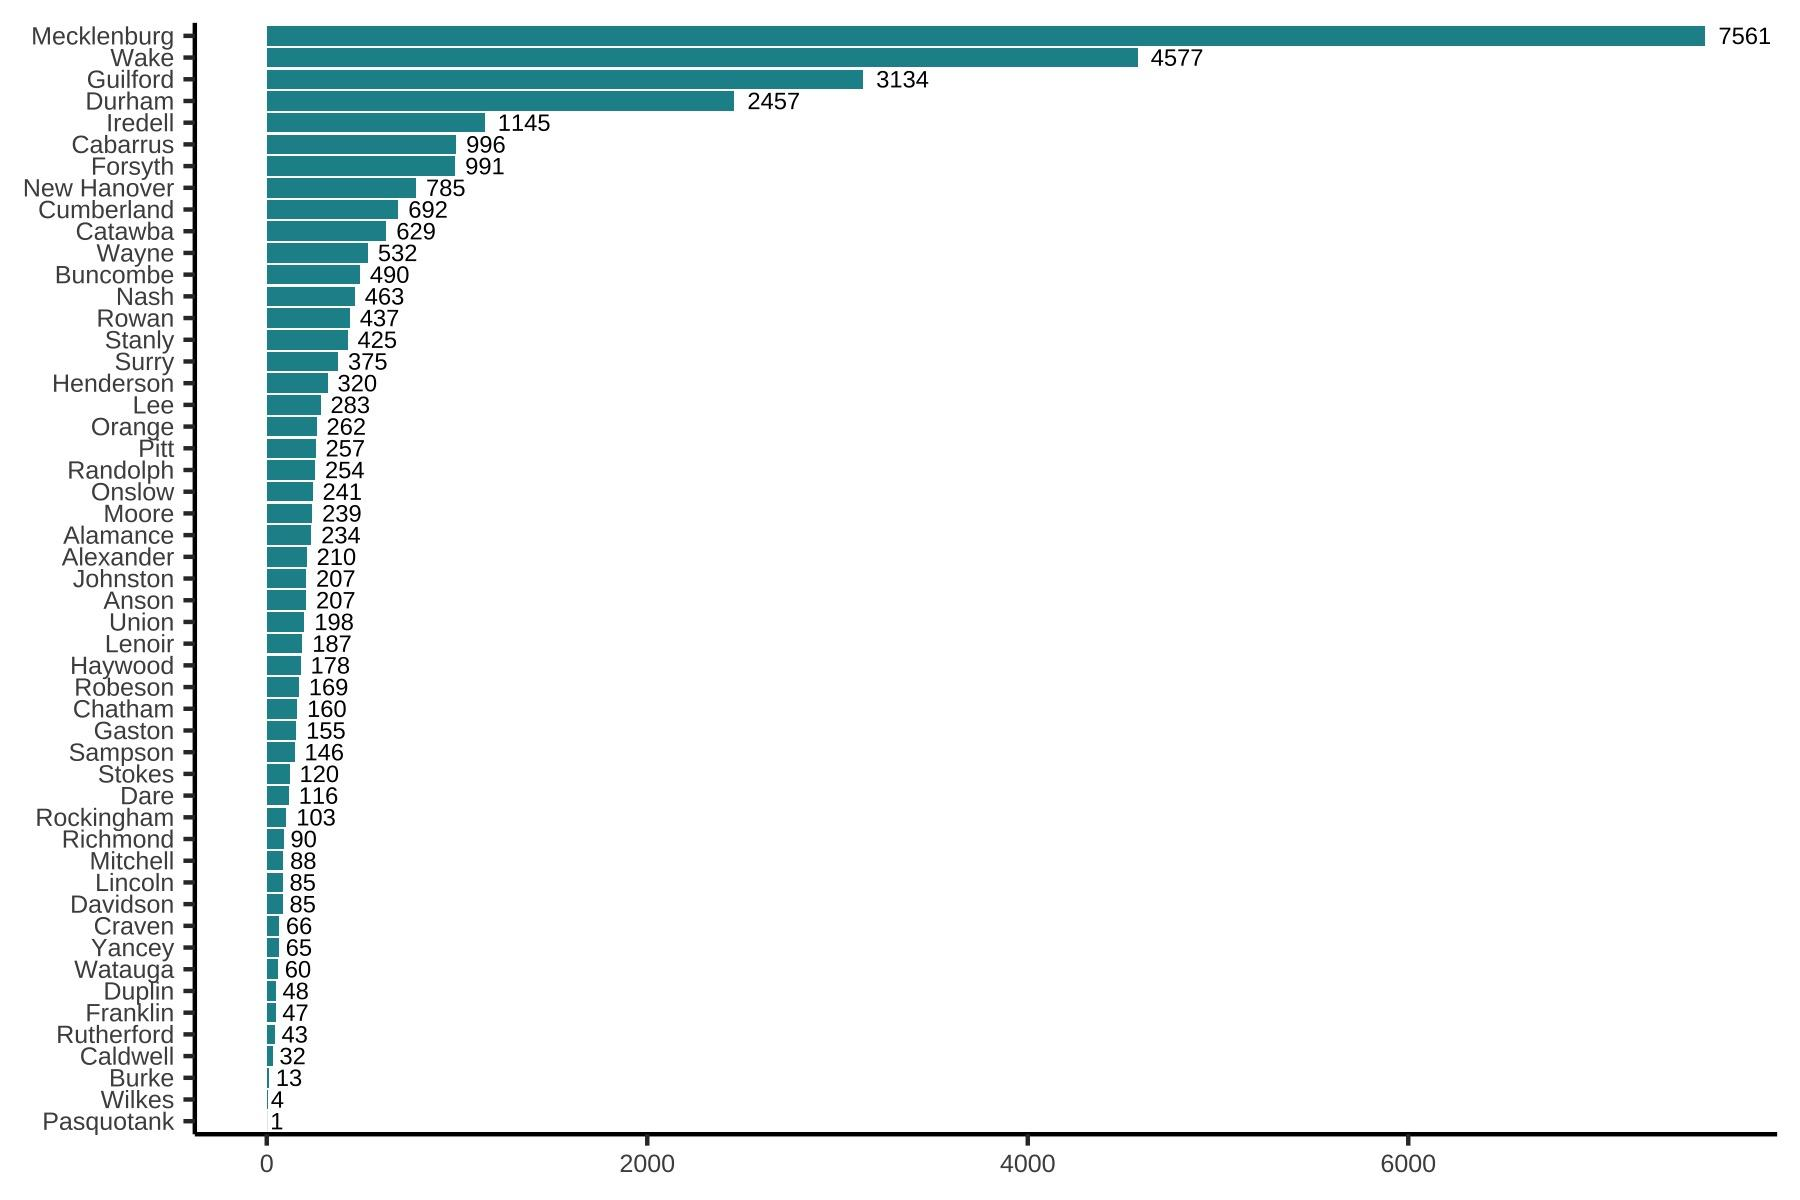 Mecklenburg 7561
Wake 4577
Guilford 3134
Durham 2457
Iredell 1145
Cabarrus 996
Forsyth 991
New Hanover 785
Cumberland 692
Catawba 629
Wayne 532
Buncombe 490
Nash 463
Rowan 437
Stanly 425
Surry 375
Henderson 320
Lee 283
Orange 262
Pitt 257
Randolph 254
Onslow 241
Moore 239
Alamance 234
Alexander 210
Johnston 207
Anson 207
Union 198
Lenoir 187
Haywood 178
Robeson 169
Chatham 160
Gaston 155
Sampson 146
Stokes 120
Dare 116
Rockingham 103
Richmond 90
Mitchell 88
Lincoln 85
Davidson 85
Craven 66
Yancey 65
Watauga 60
Duplin 48
Franklin 47
Rutherford 43
Caldwell 32
Burke 13
Wilkes 4
Pasquotank 1
0 2000 4000 6000